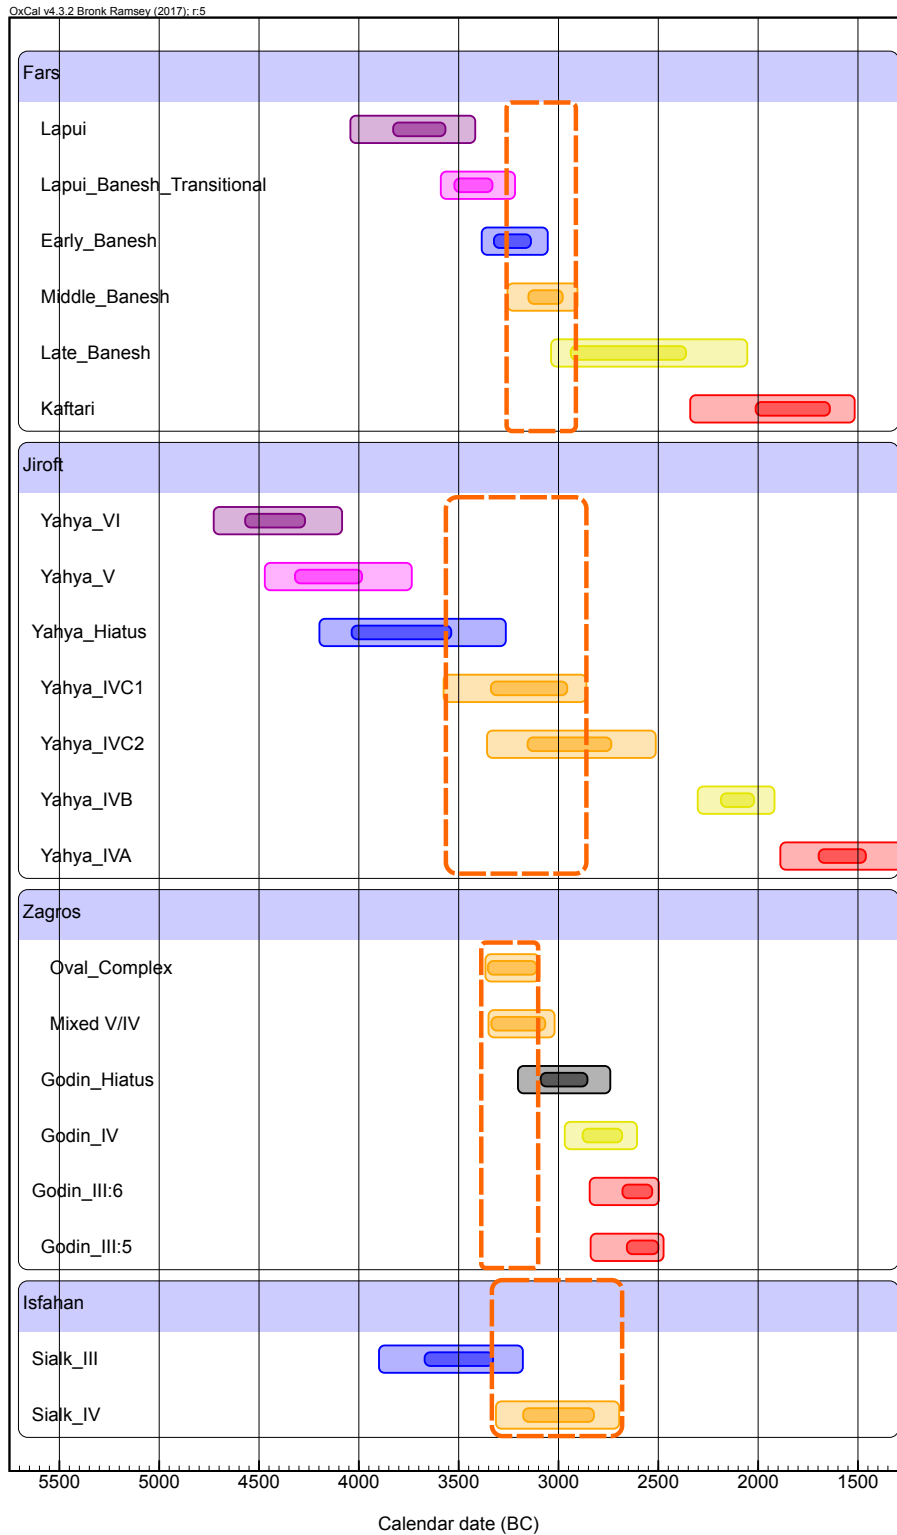 OxCal v4.3.2 Bronk Ramsey (2017); r:5
Fars
Lapui
Lapui_Banesh_Transitional
Early_Banesh
Middle_Banesh
Late_Banesh
Kaftari
Jiroft
Yahya_VI
Yahya_V
Yahya_Hiatus
Yahya_IVC1
Yahya_IVC2
Yahya_IVB
Yahya_IVA
Zagros
Oval_Complex
Mixed V/IV
Godin_Hiatus
Godin_IV
Godin_III:6
Godin_III:5
Isfahan
Sialk_III
Sialk_IV
5500 5000 4500 4000 3500 3000 2500 2000 1500
Calendar date (BC)